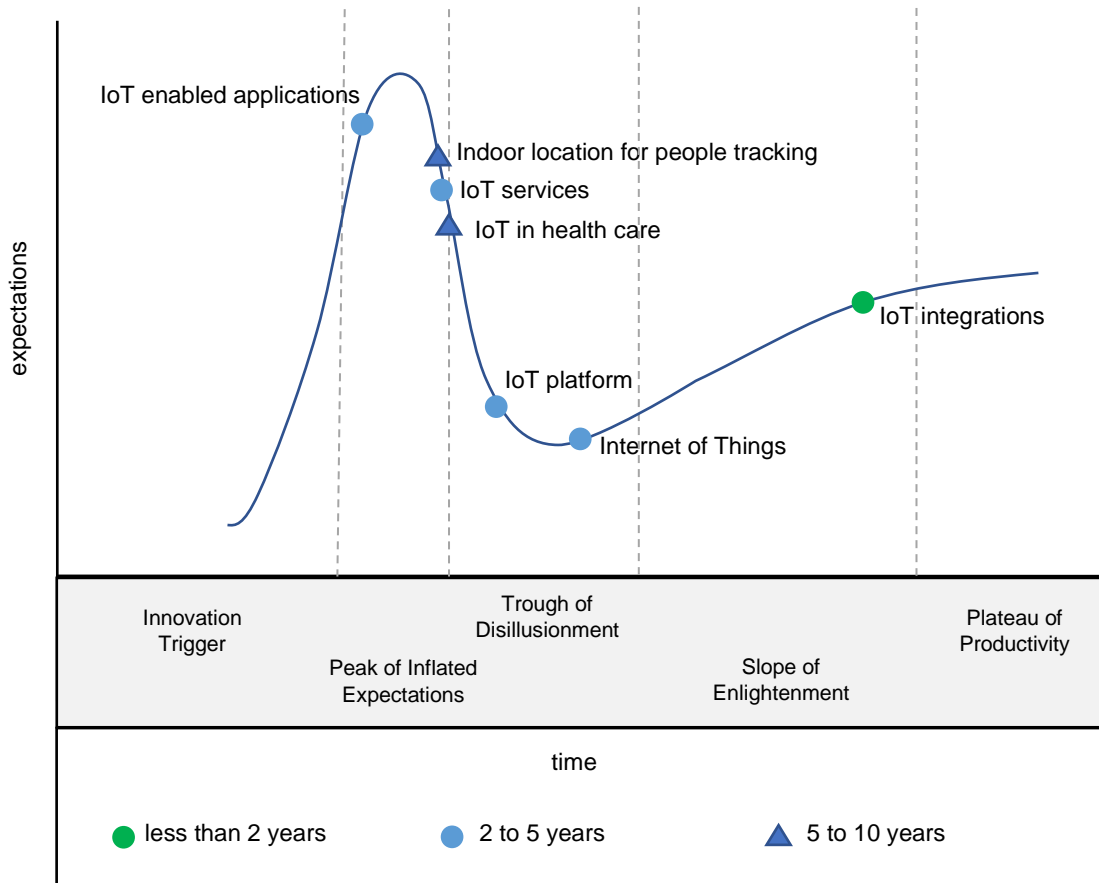 IoT enabled applications
Indoor location for people tracking
IoT services
IoT in health care
expectations
IoT integrations
IoT platform
Internet of Things
Innovation
Trigger
Peak of Inflated
Expectations
Trough of
Disillusionment
Slope of
Enlightenment
Plateau of
Productivity
time
less than 2 years
2 to 5 years
5 to 10 years